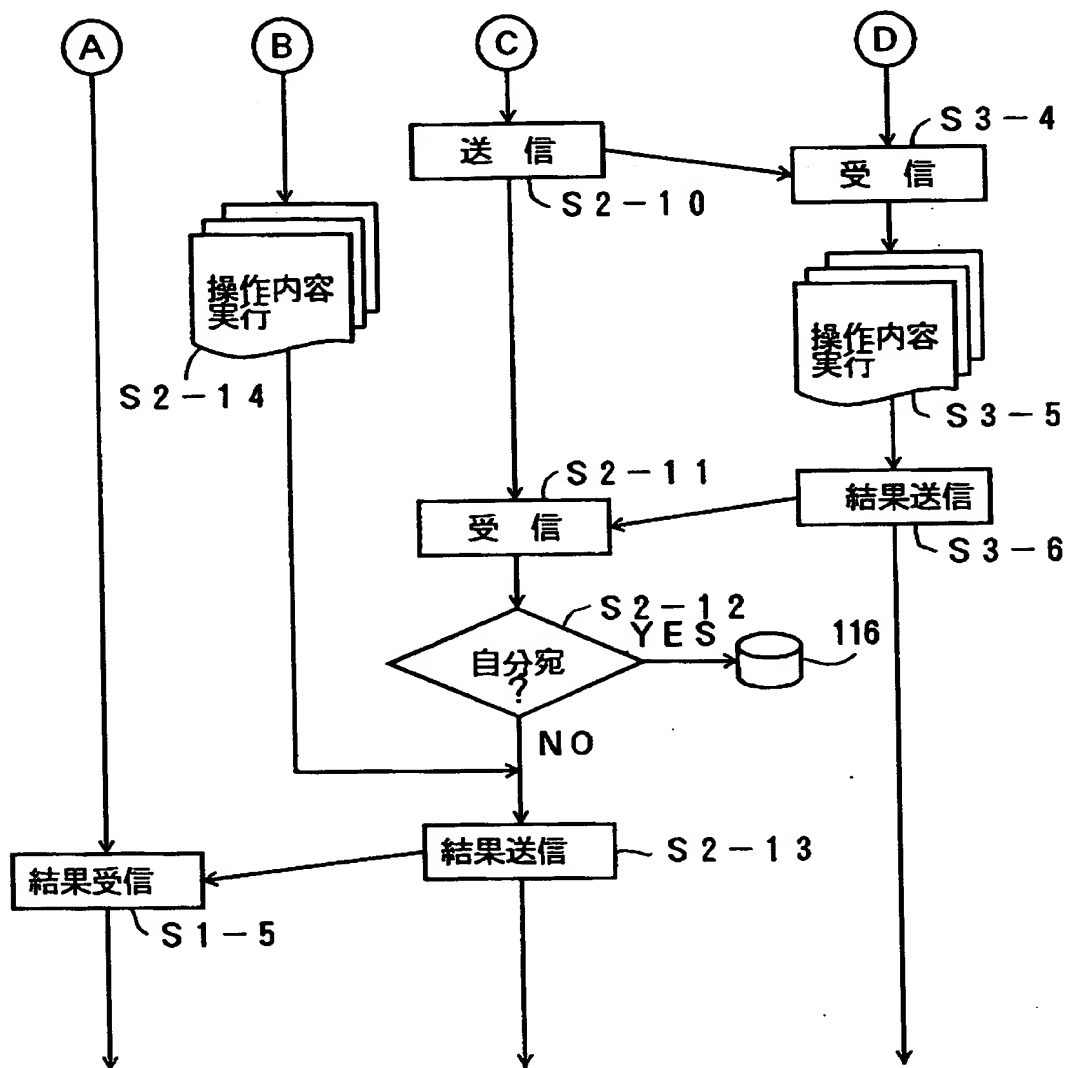 A
B
C
D
送 信
S2-10
S3-4
受 信
操作内容
実行
S2-14
操作内容
実行
S3-5
S2-11
受 信
結果送信
S3-6
S2-12
自分宛
?
YES
116
NO
結果送信
S2-13
結果受信
S1-5